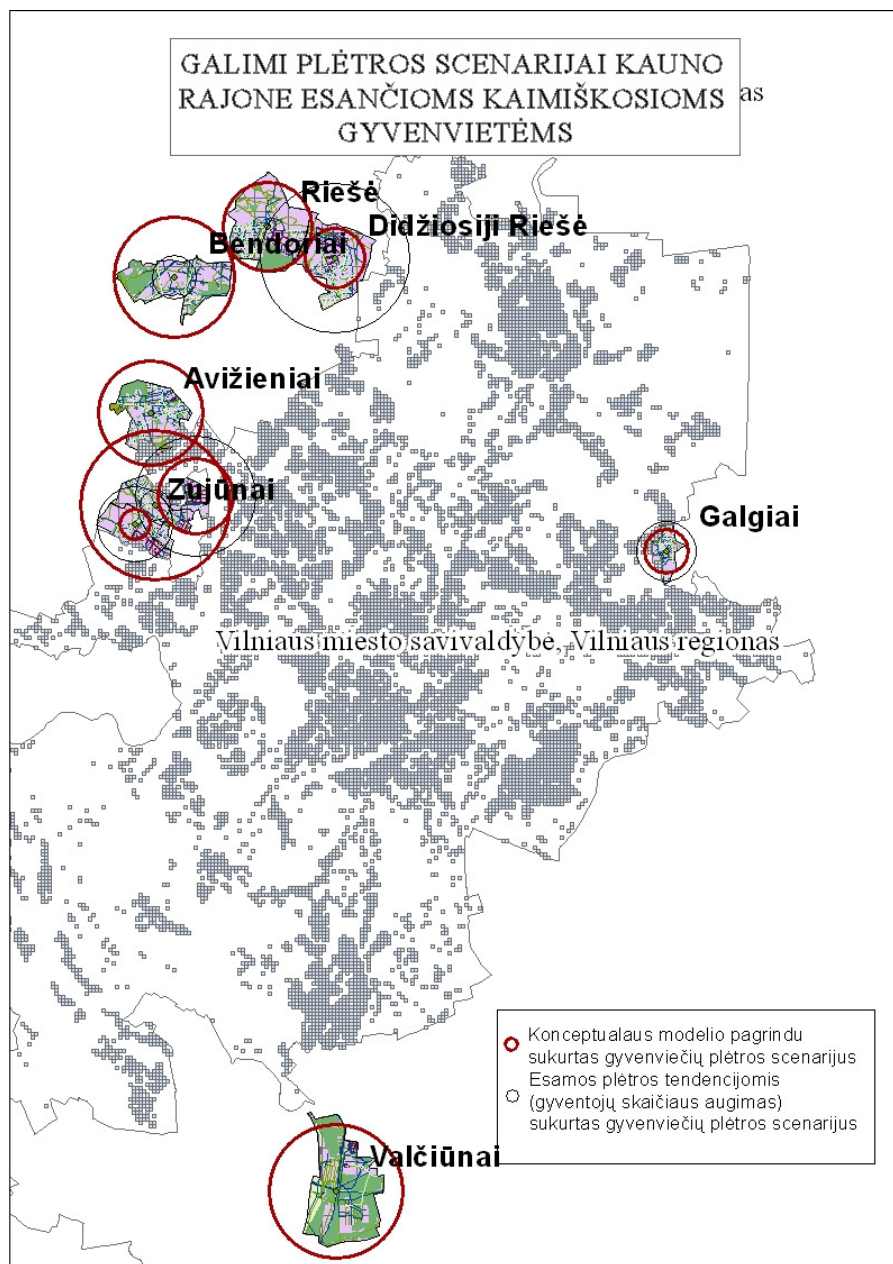 GALIMI PLĖTROS SCENARIJAI KAUNO
RAJONE ESANČIOMS KAIMIŠKOSIOMS
GYVENVIETĖMS
as
Riešė
Didžiosiji Riešė
Bendoriai
Avižieniai
Zujūnai
Galgiai
Vilniaus miesto savivaldybė, Vilniaus regionas
Konceptualaus modelio pagrindu
sukurtas gyvenviečių plėtros scenarijus
Esamos plėtros tendencijomis
(gyventojų skaičiaus augimas)
sukurtas gyvenviečių plėtros scenarijus
Valčiūnai